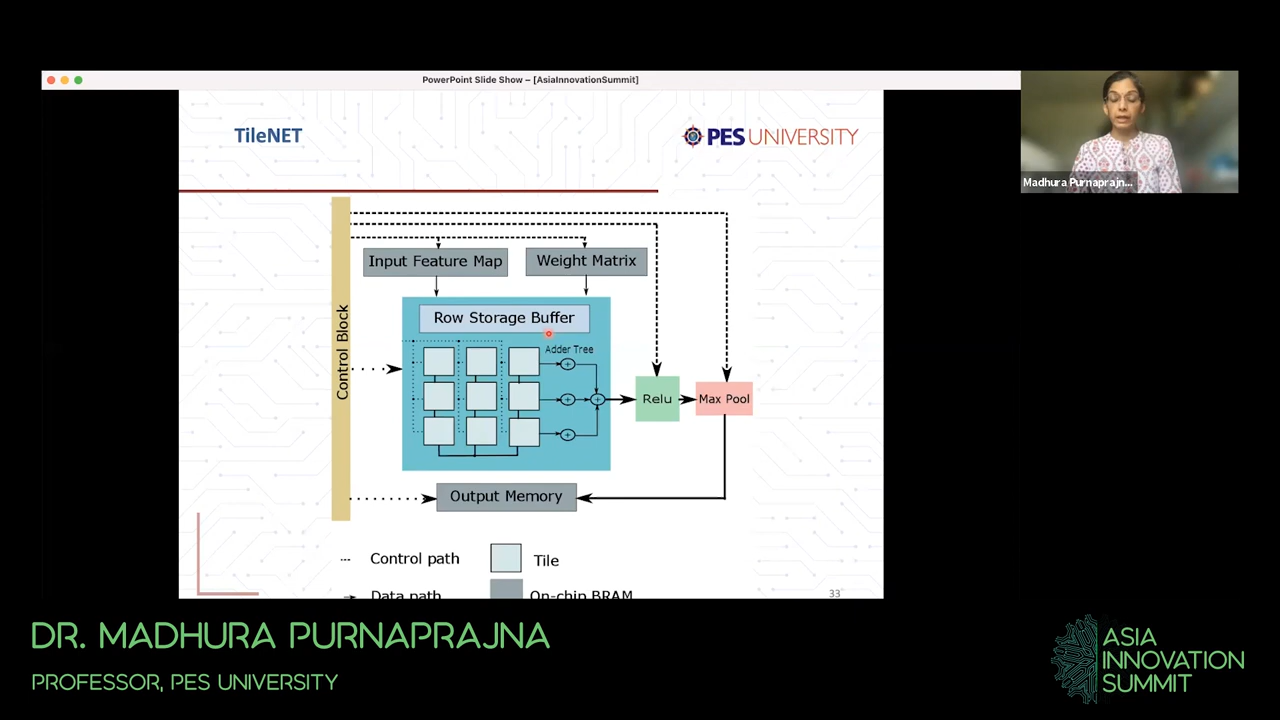 PowerPoint Slide Show – [AsiaInnovationSummit]
Madhura Purnaprajn...
TileNET
PES UNIVERSITY
Input Feature Map
Weight Matrix
Control Block
Row Storage Buffer
Adder Tree
Relu
Max Pool
Output Memory
Control path
Tile
Data path
On-chip BRAM
33
DR. MADHURA PURNAPRAJNA
PROFESSOR, PES UNIVERSITY
ASIA
INNOVATION
SUMMIT